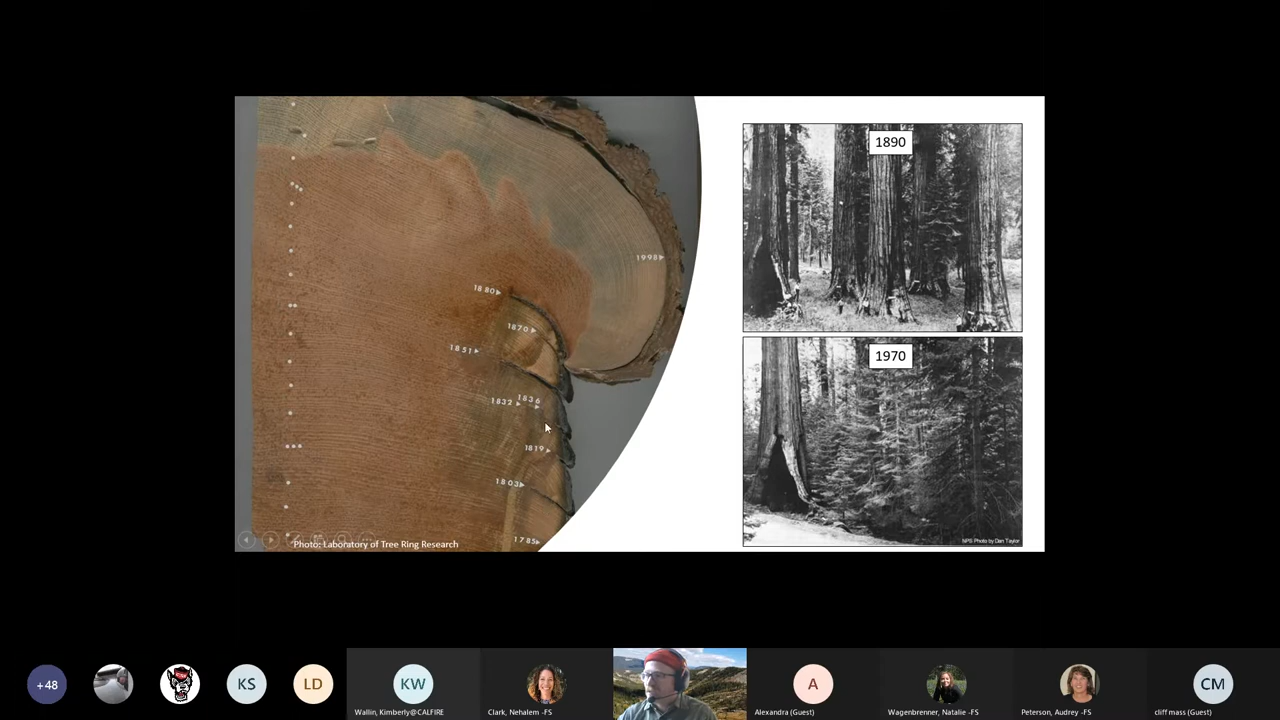 1998
1880
1870
1851
1836
1832
1819
1803
1785
Photo: Laboratory of Tree Ring Research
1890
1970
NPS Photo by Dan Taylor
+48
KS
LD
KW
Wallin, Kimberly@CALFIRE
Clark, Nehalem -FS
A
Alexandra (Guest)
Wagenbrenner, Natalie -FS
Peterson, Audrey -FS
CM
cliff mass (Guest)